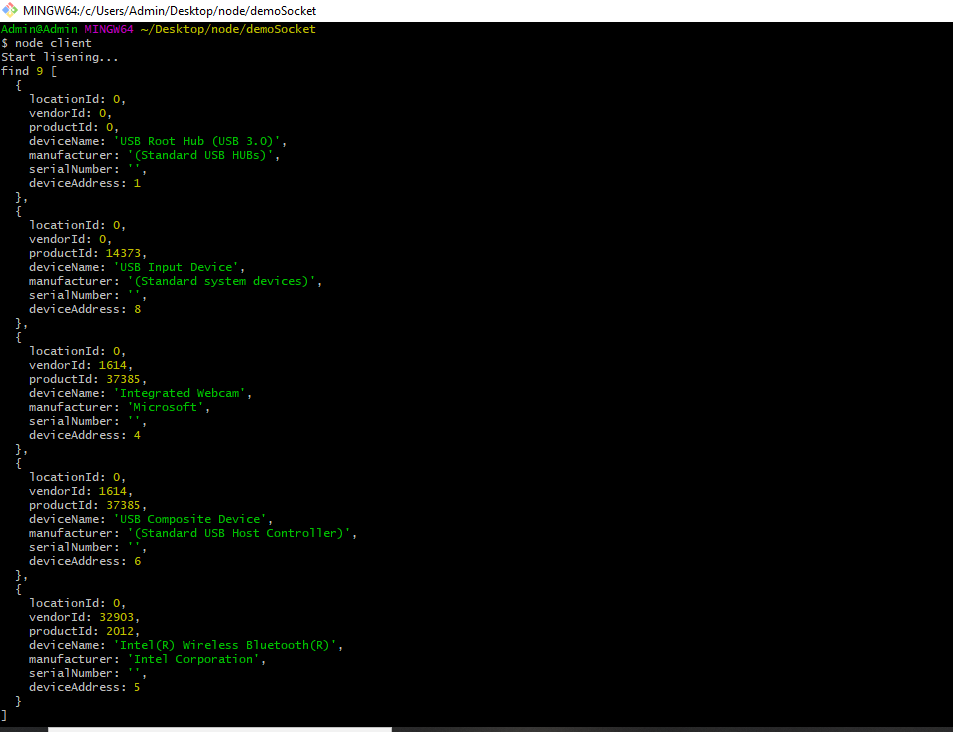 MINGW64:/c/Users/Admin/Desktop/node/demoSocket
Admin@Admin MINGW64 ~/Desktop/node/demoSocket
$ node client
Start lisening...
find 9 [
  {
    locationId: 0,
    vendorId: 0,
    productId: 0,
    deviceName: 'USB Root Hub (USB 3.0)',
    manufacturer: '(Standard USB HUBs)',
    serialNumber: '',
    deviceAddress: 1
  },
  {
    locationId: 0,
    vendorId: 0,
    productId: 14373,
    deviceName: 'USB Input Device',
    manufacturer: '(Standard system devices)',
    serialNumber: '',
    deviceAddress: 8
  },
  {
    locationId: 0,
    vendorId: 1614,
    productId: 37385,
    deviceName: 'Integrated Webcam',
    manufacturer: 'Microsoft',
    serialNumber: '',
    deviceAddress: 4
  },
  {
    locationId: 0,
    vendorId: 1614,
    productId: 37385,
    deviceName: 'USB Composite Device',
    manufacturer: '(Standard USB Host Controller)',
    serialNumber: '',
    deviceAddress: 6
  },
  {
    locationId: 0,
    vendorId: 32903,
    productId: 2012,
    deviceName: 'Intel(R) Wireless Bluetooth(R)',
    manufacturer: 'Intel Corporation',
    serialNumber: '',
    deviceAddress: 5
  }
]